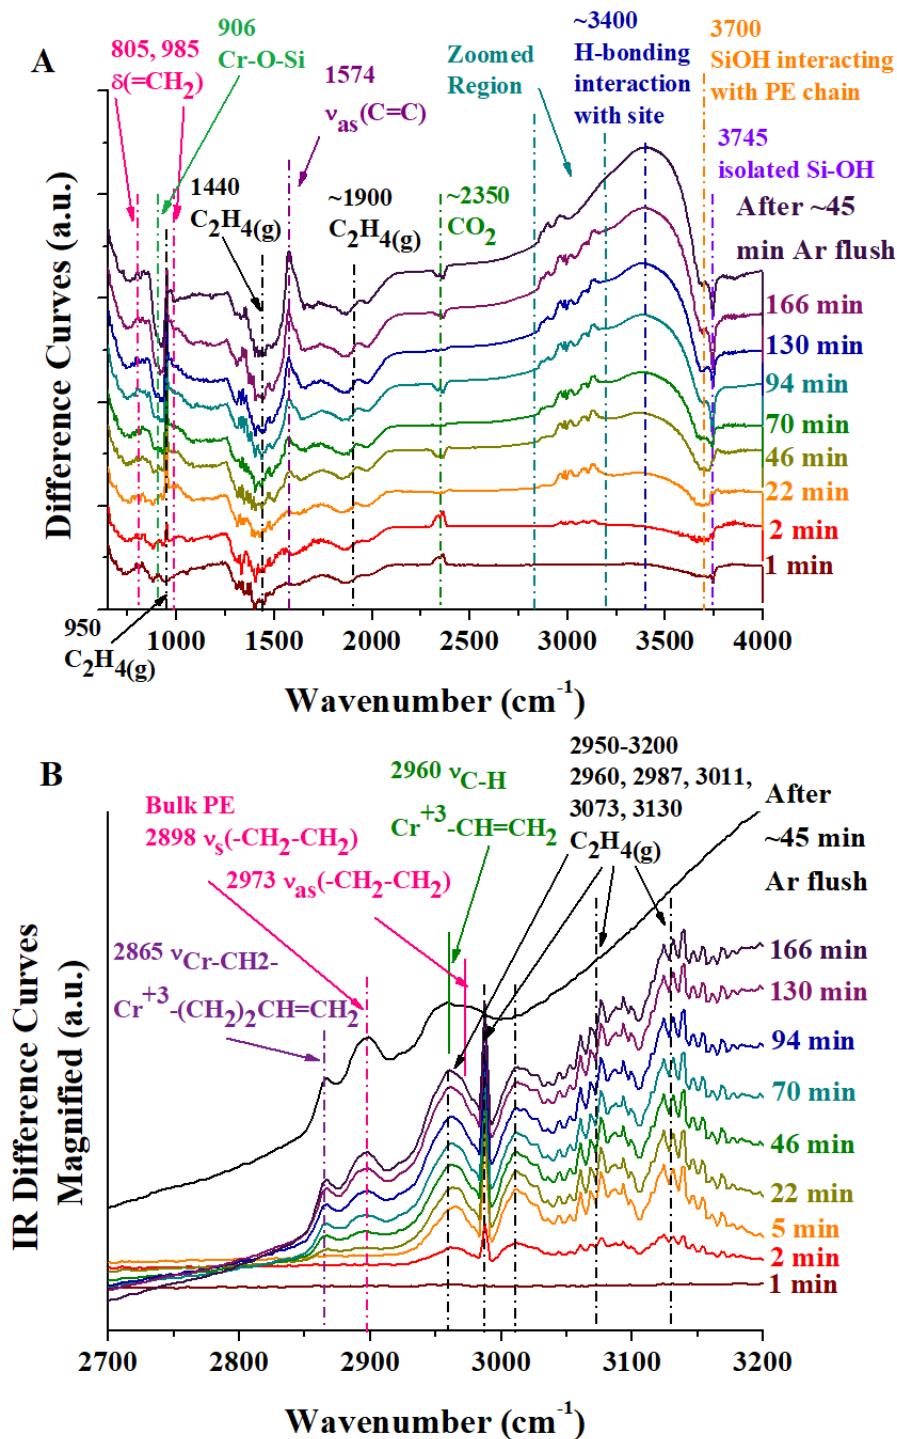 A
805, 985
δ(=CH2)
906
Cr-O-Si
1574
νas(C=C)
Zoomed
Region
~3400
H-bonding
interaction
with site
3700
SiOH interacting
with PE chain
3745
isolated Si-OH
1440
C2H4(g)
~1900
C2H4(g)
~2350
CO2
After ~45
min Ar flush
166 min
130 min
94 min
70 min
46 min
22 min
2 min
1 min
Difference Curves (a.u.)
950
C2H4(g)
1000 1500 2000 2500 3000 3500 4000
Wavenumber (cm-1)
B
Bulk PE
2898 νs(-CH2-CH2)
2973 νas(-CH2-CH2)
2865 νCr-CH2-
Cr+3-(CH2)2CH=CH2
2960 νC-H
Cr+3-CH=CH2
2950-3200
2960, 2987, 3011,
3073, 3130
C2H4(g)
After
~45 min
Ar flush
166 min
130 min
94 min
70 min
46 min
22 min
5 min
2 min
1 min
IR Difference Curves
Magnified (a.u.)
2700 2800 2900 3000 3100 3200
Wavenumber (cm-1)